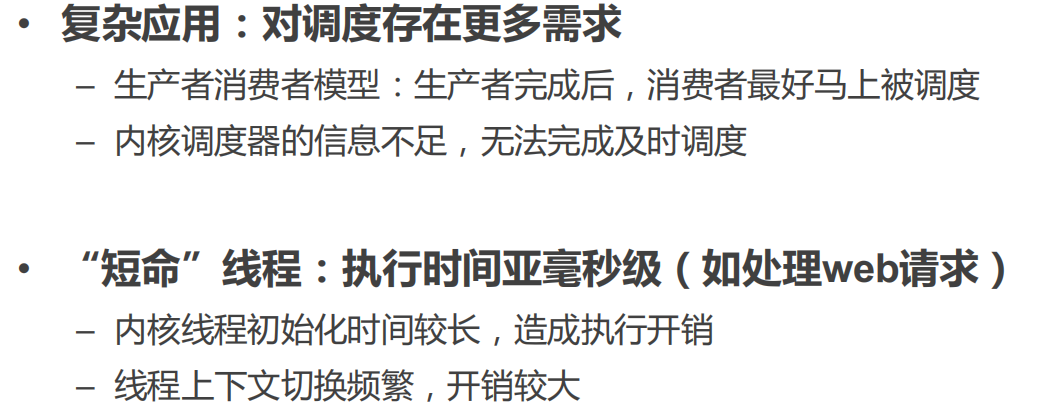 • 复杂应用：对调度存在更多需求
– 生产者消费者模型：生产者完成后，消费者最好马上被调度
– 内核调度器的信息不足，无法完成及时调度
• “短命”线程：执行时间亚毫秒级（如处理web请求）
– 内核线程初始化时间较长，造成执行开销
– 线程上下文切换频繁，开销较大